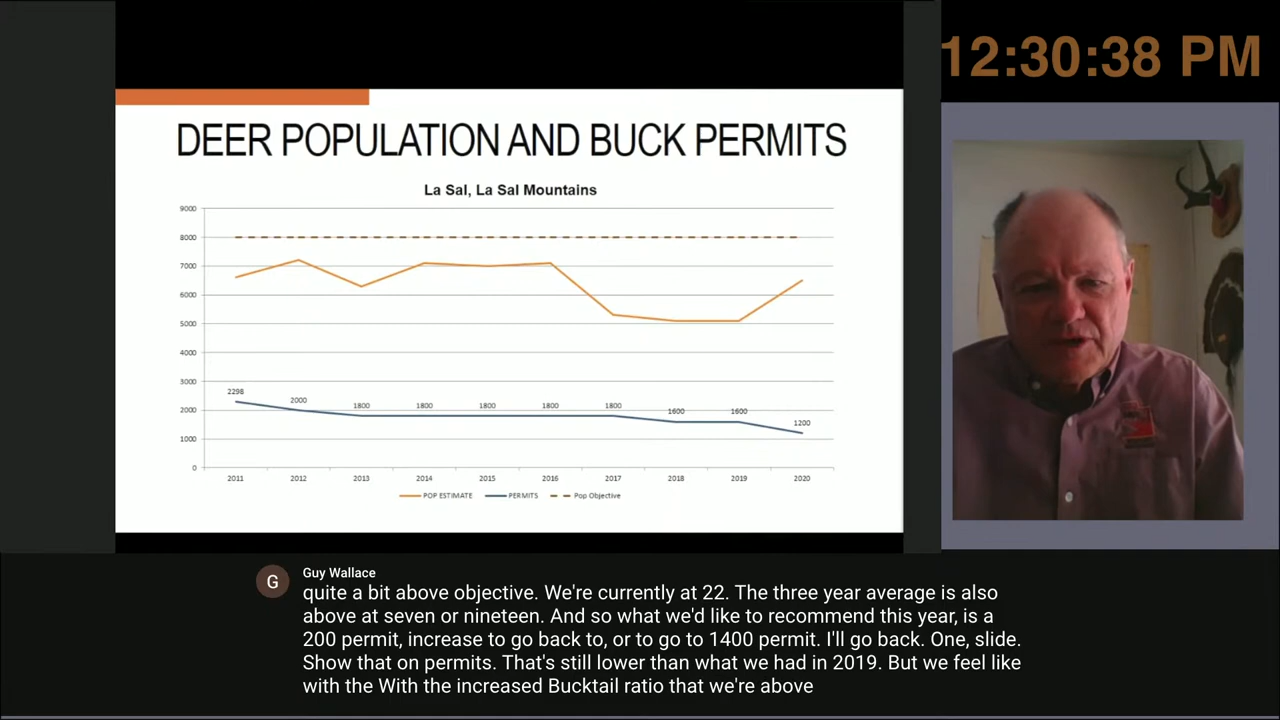 12:30:38 PM
DEER POPULATION AND BUCK PERMITS
La Sal, La Sal Mountains
9000
8000
7000
6000
5000
4000
3000
2000
1000
0
2298
2000
1800
1800
1800
1800
1800
1600
1600
1200
2011 2012 2013 2014 2015 2016 2017 2018 2019 2020
POP ESTIMATE PERMITS Pop Objective
G
Guy Wallace
quite a bit above objective. We're currently at 22. The three year average is also
above at seven or nineteen. And so what we'd like to recommend this year, is a
200 permit, increase to go back to, or to go to 1400 permit. I'll go back. One, slide.
Show that on permits. That's still lower than what we had in 2019. But we feel like
with the With the increased Bucktail ratio that we're above